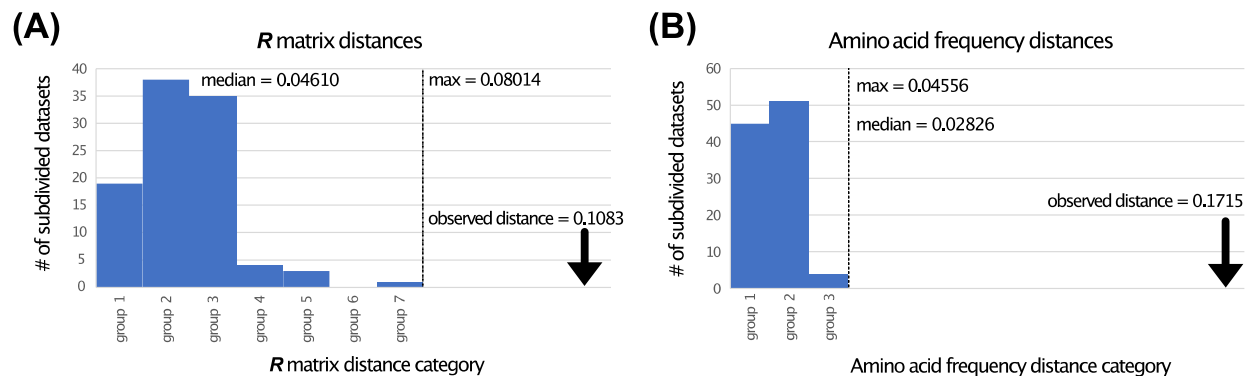 (A)
R matrix distances
# of subdivided datasets
40
35
30
25
20
15
10
5
0
median = 0.04610
max = 0.08014
observed distance = 0.1083
group 1
group 2
group 3
group 4
group 5
group 6
group 7
R matrix distance category
(B)
Amino acid frequency distances
# of subdivided datasets
60
50
40
30
20
10
0
max = 0.04556
median = 0.02826
observed distance = 0.1715
group 1
group 2
group 3
Amino acid frequency distance category